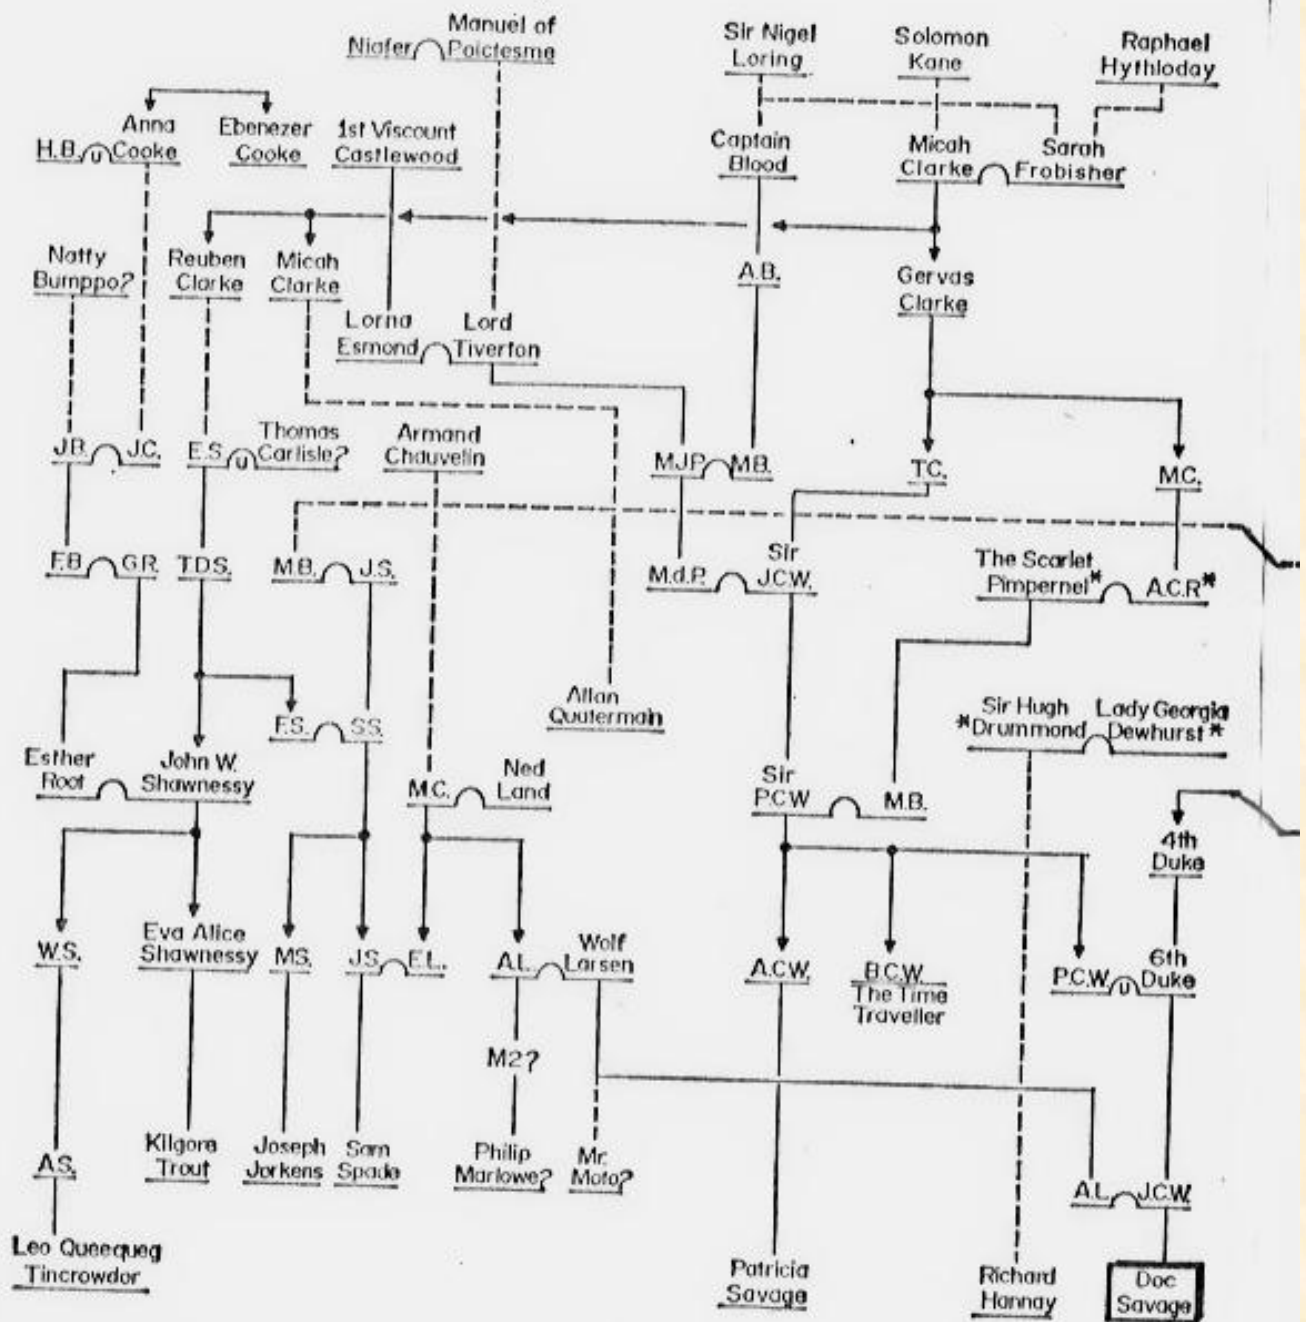 Manuel of
Niafer Poictesme
Sir Nigel
Loring
Solomon
Kane
Raphael
Hythloday
Anna
H.B. U Cooke
Ebenezer
Cooke
1st Viscount
Castlewood
Captain
Blood
Micah
Clarke
Sarah
Frobisher
Natty
Bumppo?
Reuben
Clarke
Micah
Clarke
A.B.
Gervas
Clarke
Lorna
Esmond
Lord
Tiverton
J.B. J.C.
E.S. U
Thomas
Carlisle?
Armand
Chauvelin
M.J.P. M.B.
T.C.
M.C.
F.B G.R.
T.D.S.
M.B. J.S.
M.d.P.
Sir
J.C.W.
The Scarlet
Pimpernel*
A.C.R*
F.S. S.S.
Allan
Quatermain
Sir Hugh
*Drummond
Lady Georgia
Dewhurst*
Esther
Root
John W.
Shawnessy
M.C.
Ned
Land
Sir
P.C.W M.B.
4th
Duke
W.S.
Eva Alice
Shawnessy
M.S.
J.S. F.L.
A.L.
Wolf
Larsen
A.C.W.
B.C.W.
The Time
Traveller
P.C.W. U
6th
Duke
M2?
A.S.
Kilgore
Trout
Joseph
Jorkens
Sam
Spade
Philip
Marlowe?
Mr.
Moto?
A.L. J.C.W.
Leo Queequeg
Tincrowdor
Patricia
Savage
Richard
Hannay
Doc
Savage